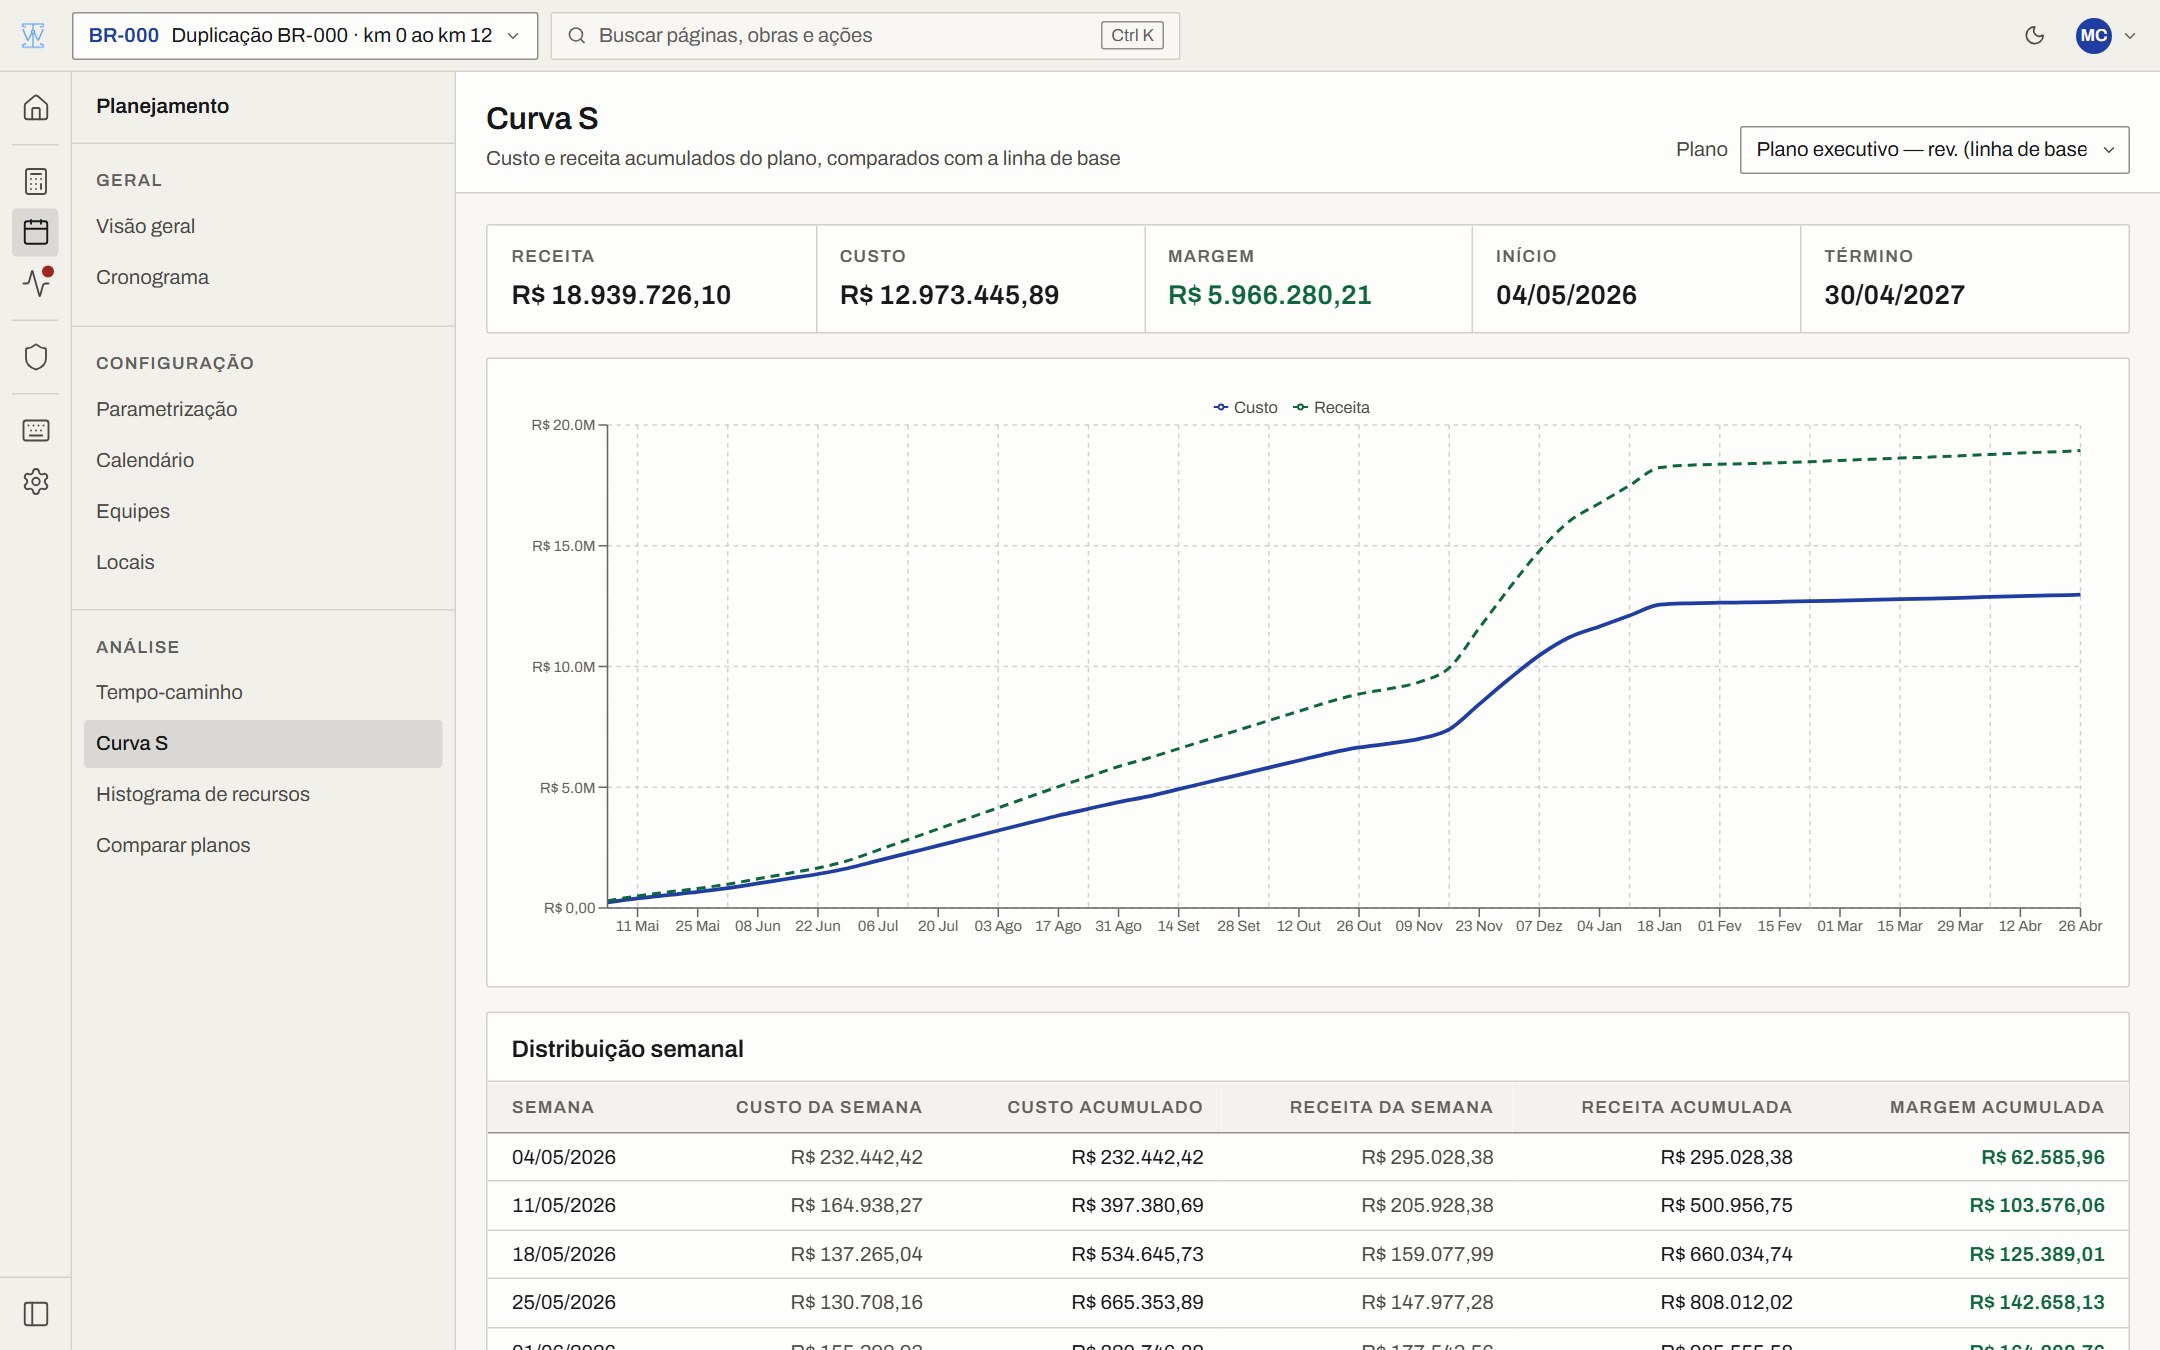 BR-000 Duplicação BR-000 · km 0 ao km 12
Buscar páginas, obras e ações
Ctrl K
MC
Planejamento
GERAL
Visão geral
Cronograma
CONFIGURAÇÃO
Parametrização
Calendário
Equipes
Locais
ANÁLISE
Tempo-caminho
Curva S
Histograma de recursos
Comparar planos
Curva S
Custo e receita acumulados do plano, comparados com a linha de base
Plano
Plano executivo — rev. (linha de base
RECEITA
R$ 18.939.726,10
CUSTO
R$ 12.973.445,89
MARGEM
R$ 5.966.280,21
INÍCIO
04/05/2026
TÉRMINO
30/04/2027
Custo Receita
R$ 20.0M
R$ 15.0M
R$ 10.0M
R$ 5.0M
R$ 0,00
11 Mai 25 Mai 08 Jun 22 Jun 06 Jul 20 Jul 03 Ago 17 Ago 31 Ago 14 Set 28 Set 12 Out 26 Out 09 Nov 23 Nov 07 Dez 04 Jan 18 Jan 01 Fev 15 Fev 01 Mar 15 Mar 29 Mar 12 Abr 26 Abr
Distribuição semanal
SEMANA CUSTO DA SEMANA CUSTO ACUMULADO RECEITA DA SEMANA RECEITA ACUMULADA MARGEM ACUMULADA
04/05/2026 R$ 232.442,42 R$ 232.442,42 R$ 295.028,38 R$ 295.028,38 R$ 62.585,96
11/05/2026 R$ 164.938,27 R$ 397.380,69 R$ 205.928,38 R$ 500.956,75 R$ 103.576,06
18/05/2026 R$ 137.265,04 R$ 534.645,73 R$ 159.077,99 R$ 660.034,74 R$ 125.389,01
25/05/2026 R$ 130.708,16 R$ 665.353,89 R$ 147.977,28 R$ 808.012,02 R$ 142.658,13